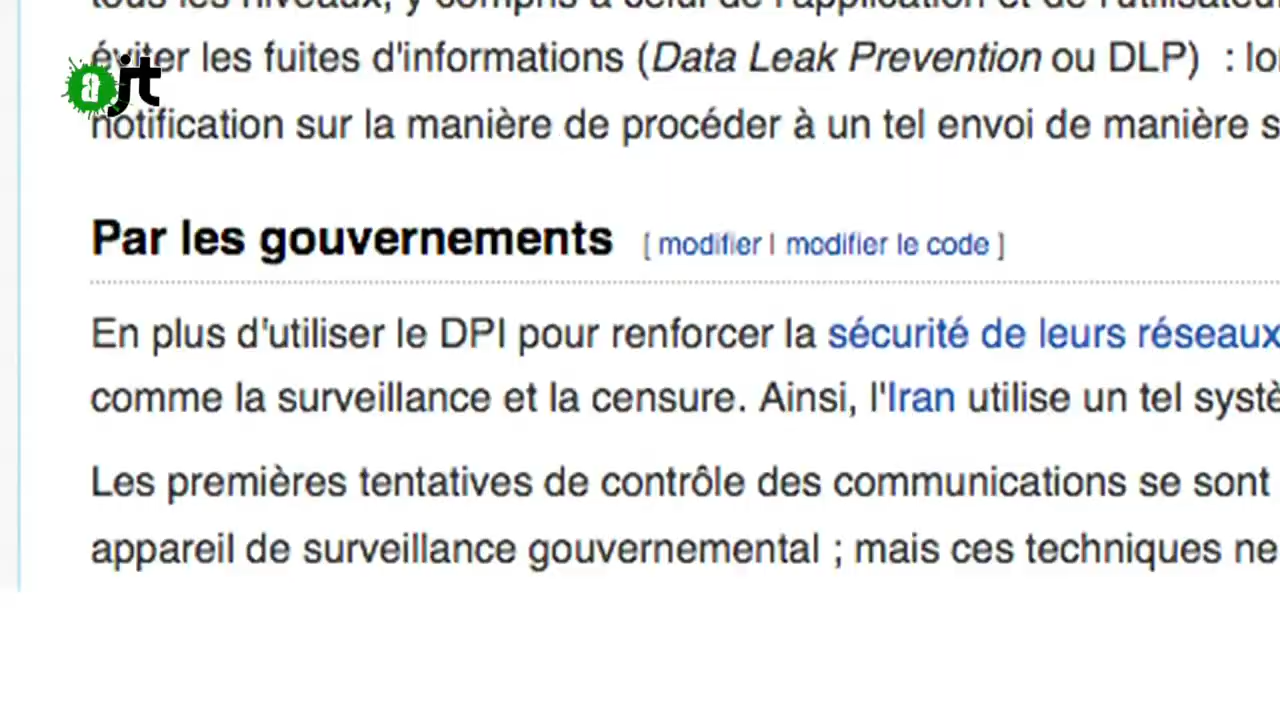 tous les niveaux, y compris à celui de l'application et de l'utilisateur
éviter les fuites d'informations (Data Leak Prevention ou DLP) : lo
ajt
notification sur la manière de procéder à un tel envoi de manière s
Par les gouvernements [ modifier | modifier le code ]
En plus d'utiliser le DPI pour renforcer la sécurité de leurs réseaux
comme la surveillance et la censure. Ainsi, l'Iran utilise un tel systè
Les premières tentatives de contrôle des communications se sont
appareil de surveillance gouvernemental ; mais ces techniques ne